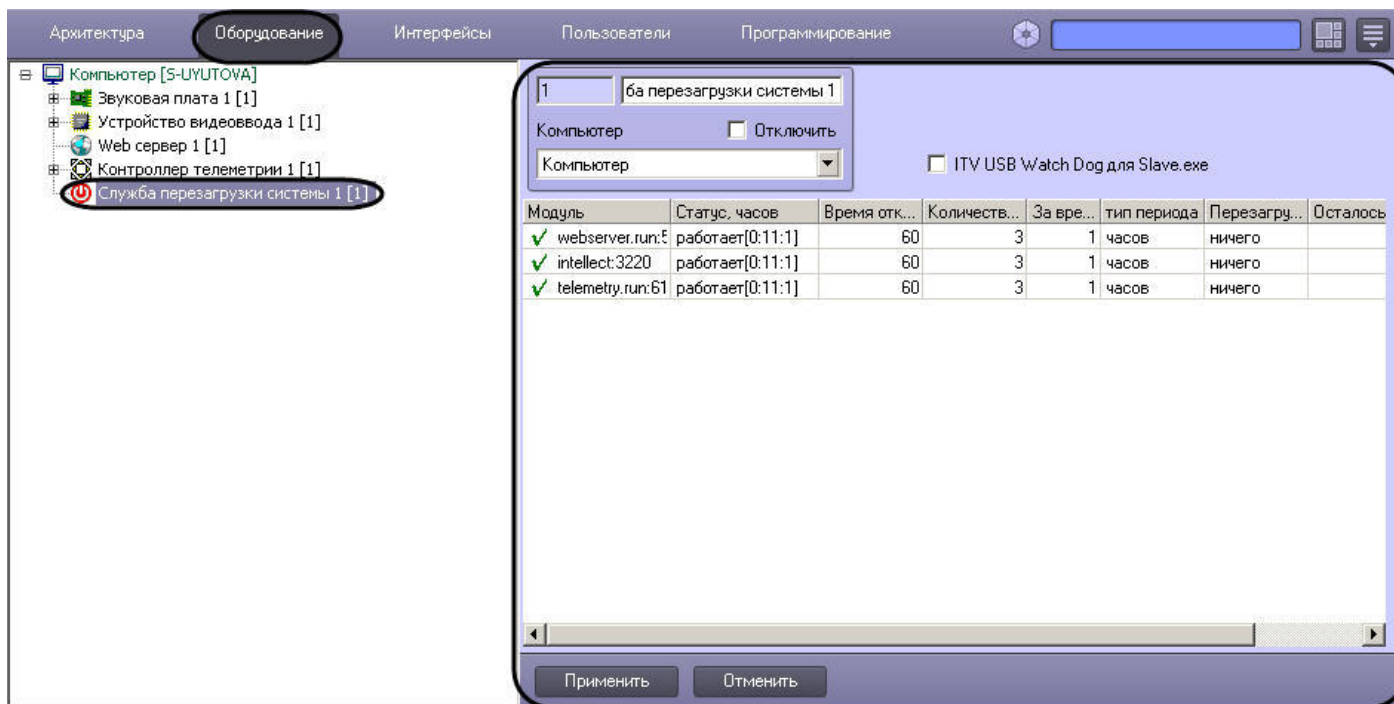 Архитектура Оборудование Интерфейсы Пользователи Программирование
Компьютер [S-UYUTOVA]
Звуковая плата 1 [1]
Устройство видеоввода 1 [1]
Web сервер 1 [1]
Контроллер телеметрии 1 [1]
Служба перезагрузки системы 1 [1]
1 ба перезагрузки системы 1
Компьютер Отключить
Компьютер ITV USB Watch Dog для Slave.exe
Модуль Статус, часов Время отк... Количеств... За вре... тип периода Перезагру... Осталось
webserver.run:5 работает[0:11:1] 60 3 1 часов ничего
intellect:3220 работает[0:11:1] 60 3 1 часов ничего
telemetry.run:61 работает[0:11:1] 60 3 1 часов ничего
Применить Отменить